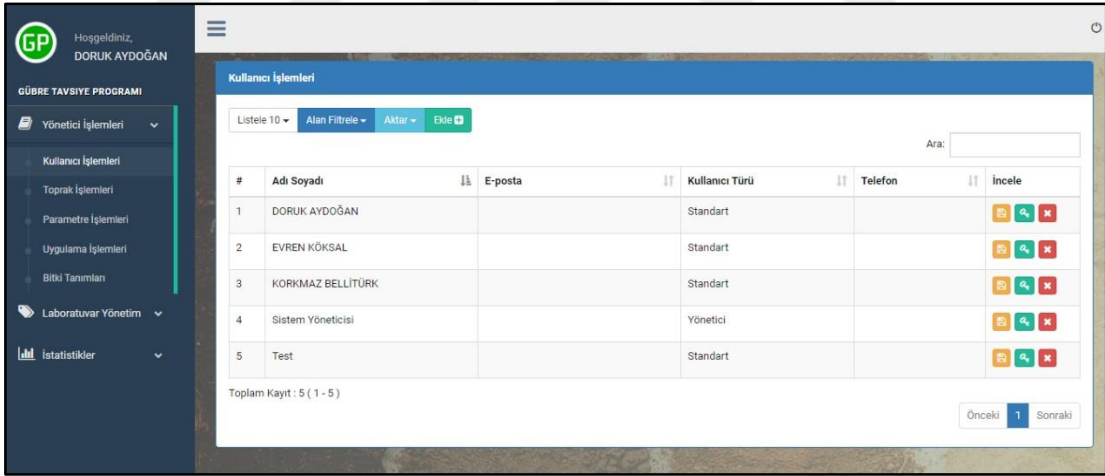 GP
Hoşgeldiniz,
DORUK AYDOĞAN
GÜBRE TAVSIYE PROGRAMI
Yönetici İşlemleri
Kullanıcı İşlemleri
Toprak İşlemleri
Parametre İşlemleri
Uygulama İşlemleri
Bitki Tanımları
Laboratuvar Yönetim
İstatistikler
Kullanıcı İşlemleri
Listele 10 Alan Filtrele Aktar Ekle
Ara:
# Adı Soyadı E-posta Kullanıcı Türü Telefon İncele
1 DORUK AYDOĞAN Standart
2 EVREN KÖKSAL Standart
3 KORKMAZ BELLİTÜRK Standart
4 Sistem Yöneticisi Yönetici
5 Test Standart
Toplam Kayıt : 5 ( 1 - 5 )
Önceki 1 Sonraki